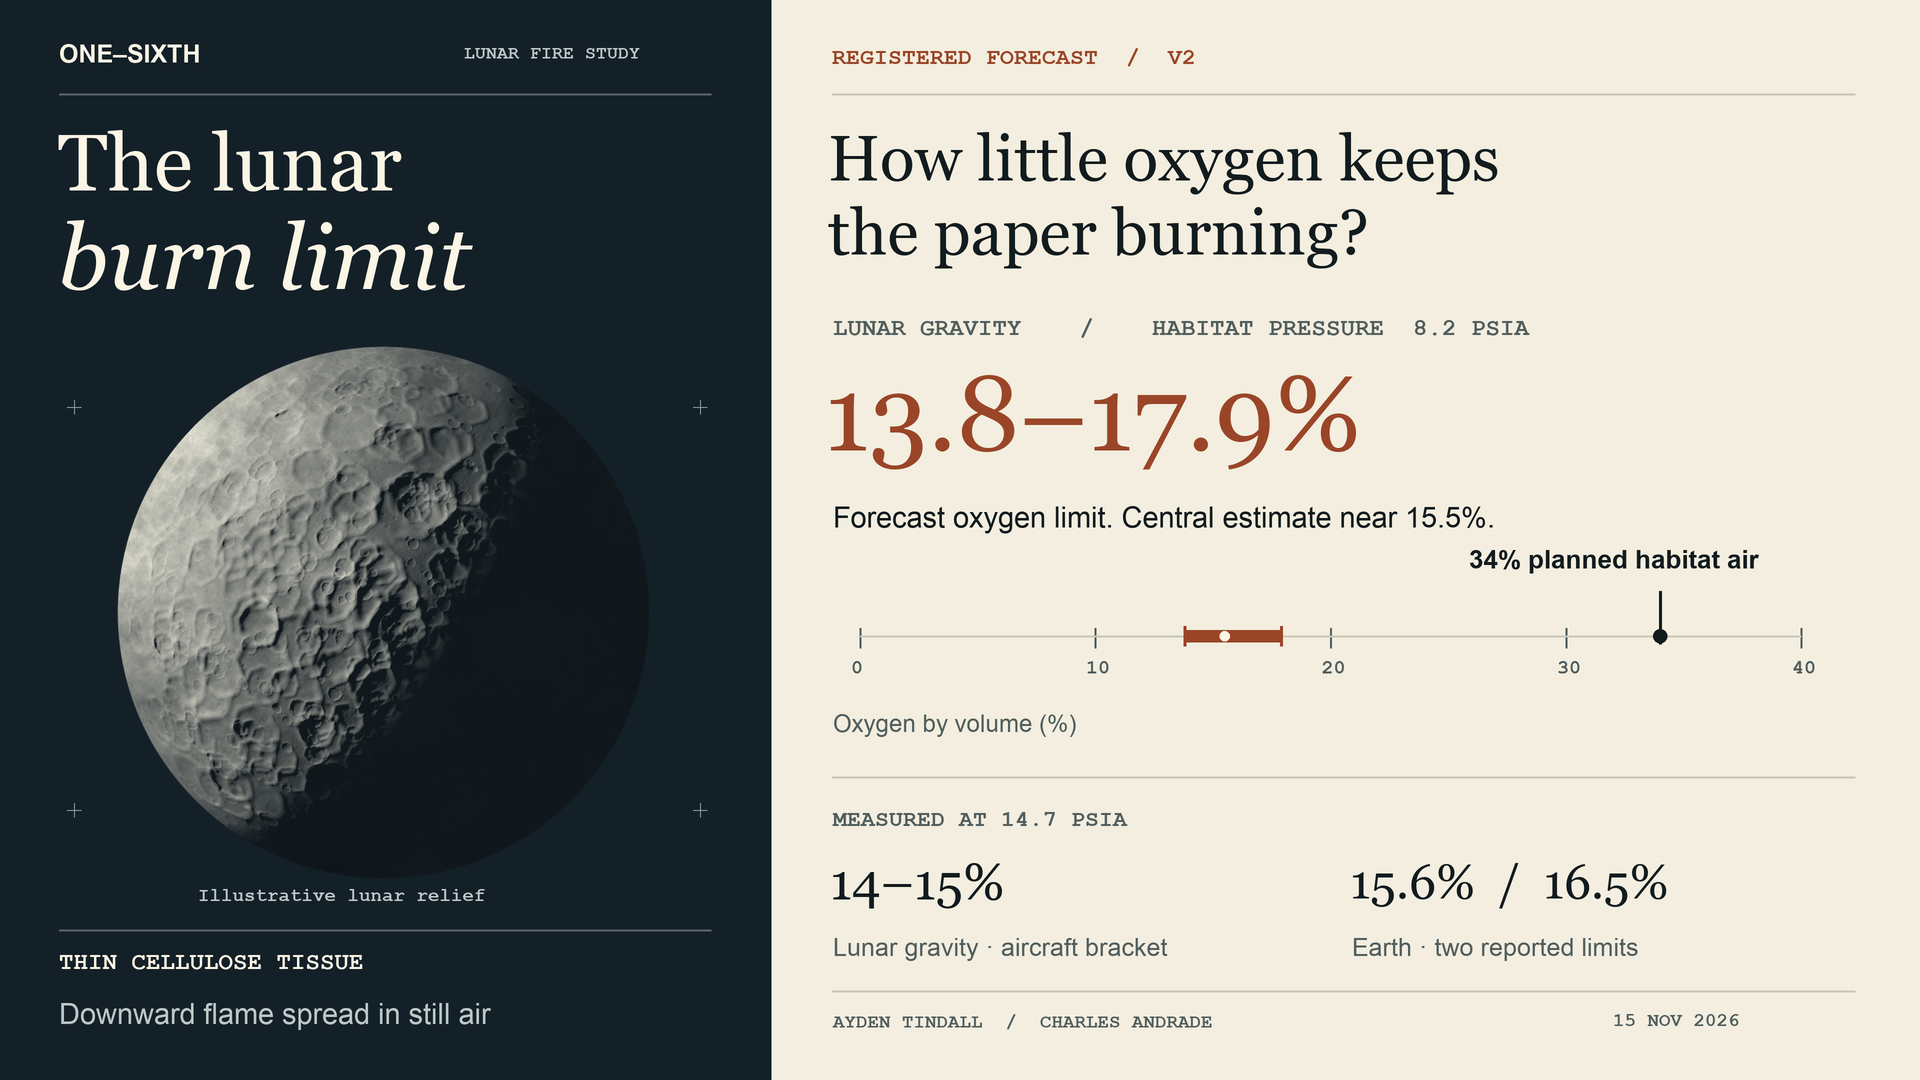 ONE–SIXTH
LUNAR FIRE STUDY
The lunar
burn limit
Illustrative lunar relief
THIN CELLULOSE TISSUE
Downward flame spread in still air
REGISTERED FORECAST / V2
How little oxygen keeps
the paper burning?
LUNAR GRAVITY / HABITAT PRESSURE 8.2 PSIA
13.8–17.9%
Forecast oxygen limit. Central estimate near 15.5%.
34% planned habitat air
0 10 20 30 40
Oxygen by volume (%)
MEASURED AT 14.7 PSIA
14–15%
Lunar gravity · aircraft bracket
15.6% / 16.5%
Earth · two reported limits
AYDEN TINDALL / CHARLES ANDRADE
15 NOV 2026